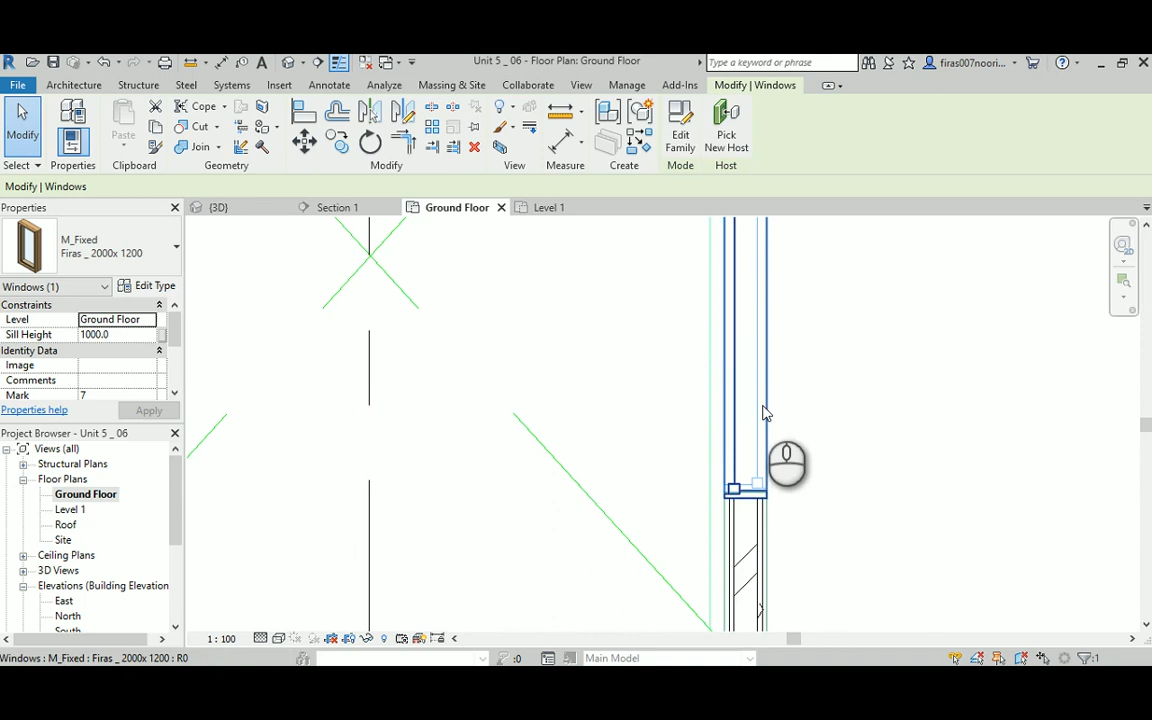 Unit 5 _ 06 - Floor Plan: Ground Floor
Type a keyword or phrase
firas007noori...
File Architecture Structure Steel Systems Insert Annotate Analyze Massing & Site Collaborate View Manage Add-Ins Modify | Windows
Modify
Properties
Paste
Cope
Cut
Join
Edit Family
Pick New Host
Select Properties Clipboard Geometry Modify View Measure Create Mode Host
Modify | Windows
Properties
{3D}
Section 1
Ground Floor
Level 1
M_Fixed
Firas _ 2000x 1200
Windows (1)
Edit Type
Constraints
Level Ground Floor
Sill Height 1000.0
Identity Data
Image
Comments
Mark 7
Properties help
Apply
Project Browser - Unit 5 _ 06
Views (all)
Structural Plans
Floor Plans
Ground Floor
Level 1
Roof
Site
Ceiling Plans
3D Views
Elevations (Building Elevation
East
North
South
1 : 100
Windows : M_Fixed : Firas _ 2000x 1200 : R0
:0
Main Model
:1
2D